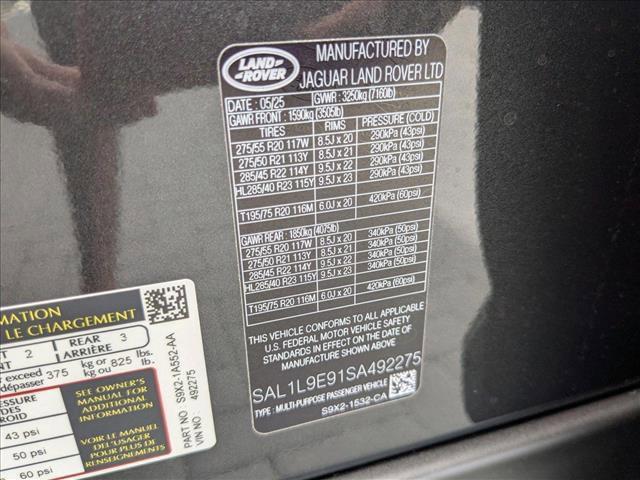 LAND
ROVER
MANUFACTURED BY
JAGUAR LAND ROVER LTD
DATE : 05/25 GVWR : 3250kg (7160lb)
GAWR FRONT : 1590kg (3505lb)
TIRES RIMS PRESSURE (COLD)
275/55 R20 117W 8.5J x 20 290kPa (43psi)
275/50 R21 113Y 8.5J x 21 290kPa (43psi)
285/45 R22 114Y 9.5J x 22 290kPa (43psi)
HL285/40 R23 115Y 9.5J x 23 290kPa (43psi)
T195/75 R20 116M 6.0J x 20 420kPa (60psi)
GAWR REAR : 1850kg (4075lb)
275/55 R20 117W 8.5J x 20 340kPa (50psi)
275/50 R21 113Y 8.5J x 21 340kPa (50psi)
285/45 R22 114Y 9.5J x 22 340kPa (50psi)
HL285/40 R23 115Y 9.5J x 23 340kPa (50psi)
T195/75 R20 116M 6.0J x 20 420kPa (60psi)
THIS VEHICLE CONFORMS TO ALL APPLICABLE
U.S. FEDERAL MOTOR VEHICLE SAFETY
STANDARDS IN EFFECT ON THE DATE OF
MANUFACTURE SHOWN ABOVE
SAL1L9E91SA492275
TYPE : MULTI-PURPOSE PASSENGER VEHICLE
S9X2-1532-CA
LE CHARGEMENT
2 REAR 3
ARRIÈRE
exceed 375 kg or 825 lbs.
dépasser kg ou lb.
43 psi
50 psi
60 psi
SEE OWNER'S
MANUAL FOR
ADDITIONAL
INFORMATION
VOIR LE MANUEL
DE L'USAGER
POUR PLUS DE
RENSEIGNEMENTS
PART NO S9X2-1A552-AA
VIN NO : 492275